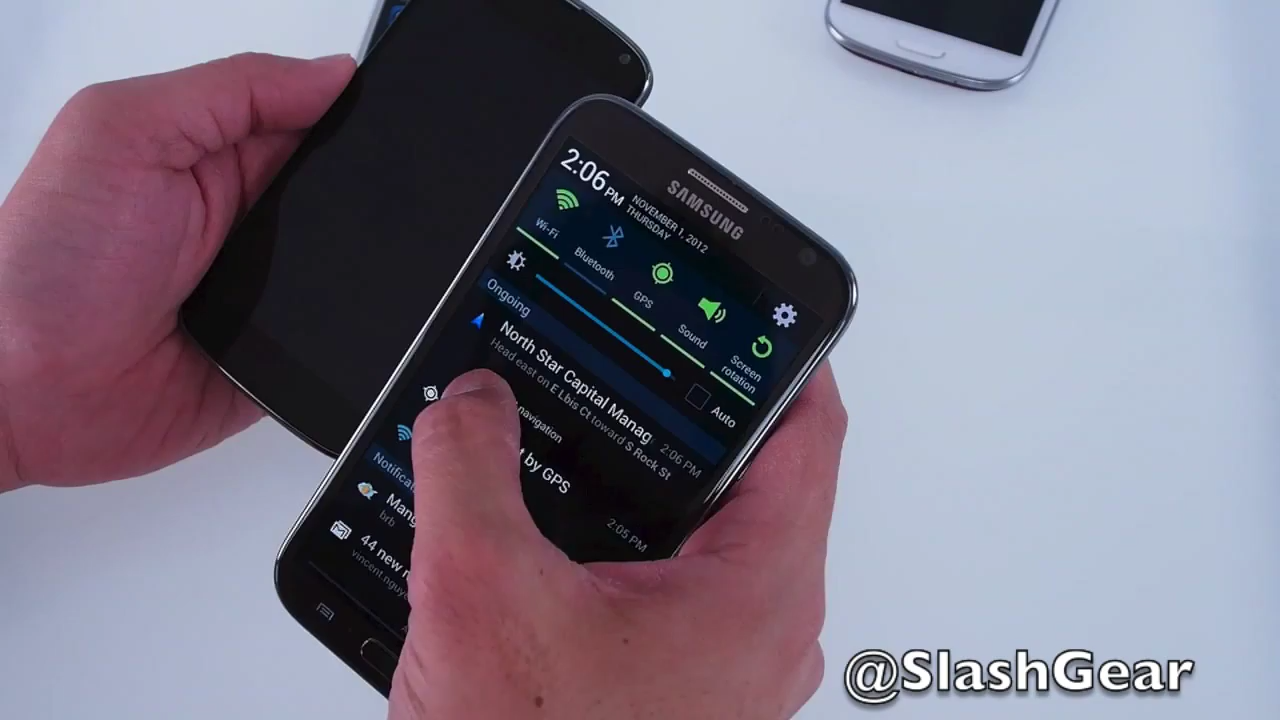 SAMSUNG
2:06 PM
NOVEMBER 1, 2012
THURSDAY
Wi-Fi
Bluetooth
GPS
Sound
Screen
rotation
Auto
Ongoing
North Star Capital Manag
2:06 PM
Head east on E Lbis Ct toward S Rock St
navigation
by GPS
2:05 PM
brb
44 new
@SlashGear